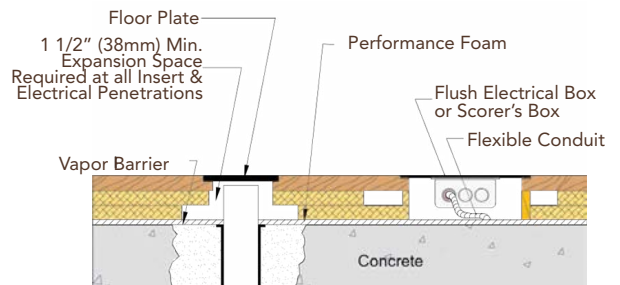 Floor Plate
1 1/2” (38mm) Min.
Expansion Space
Required at all Insert &
Electrical Penetrations
Performance Foam
Flush Electrical Box
or Scorer’s Box
Flexible Conduit
Vapor Barrier
Concrete